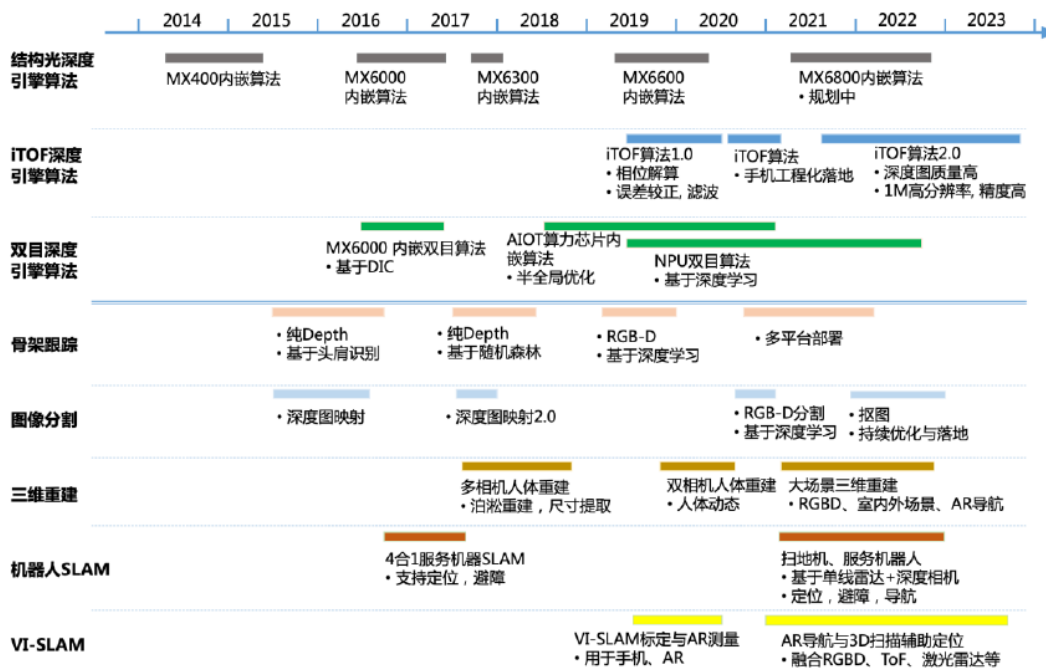 2014 2015 2016 2017 2018 2019 2020 2021 2022 2023
结构光深度
引擎算法
MX400内嵌算法
MX6000
内嵌算法
MX6300
内嵌算法
MX6600
内嵌算法
MX6800内嵌算法
• 规划中
iTOF深度
引擎算法
iTOF算法1.0
• 相位解算
• 误差较正, 滤波
iTOF算法
• 手机工程化落地
iTOF算法2.0
• 深度图质量高
• 1M高分辨率, 精度高
双目深度
引擎算法
MX6000 内嵌双目算法
• 基于DIC
AIOT算力芯片内
嵌算法
• 半全局优化
NPU双目算法
• 基于深度学习
骨架跟踪
• 纯Depth
• 基于头肩识别
• 纯Depth
• 基于随机森林
• RGB-D
• 基于深度学习
• 多平台部署
图像分割
• 深度图映射
• 深度图映射2.0
• RGB-D分割
• 基于深度学习
• 抠图
• 持续优化与落地
三维重建
多相机人体重建
• 泊淞重建，尺寸提取
双相机人体重建
• 人体动态
大场景三维重建
• RGBD、室内外场景、AR导航
机器人SLAM
4合1服务机器SLAM
• 支持定位，避障
扫地机、服务机器人
• 基于单线雷达+深度相机
• 定位，避障，导航
VI-SLAM
VI-SLAM标定与AR测量
• 用于手机、AR
AR导航与3D扫描辅助定位
• 融合RGBD、ToF、激光雷达等